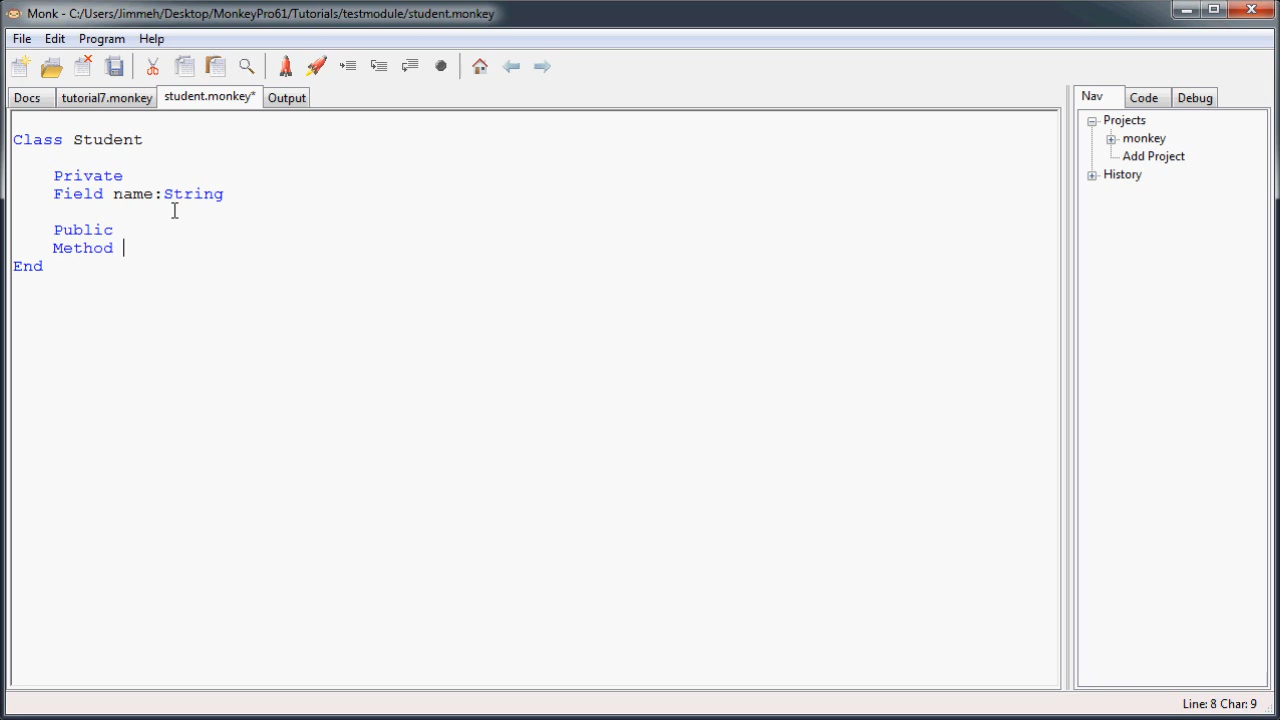 Monk - C:/Users/Jimmeh/Desktop/MonkeyPro61/Tutorials/testmodule/student.monkey
File Edit Program Help
Docs tutorial7.monkey student.monkey* Output
Nav Code Debug
Class Student
Private
Field name:String
Public
Method
End
Projects
monkey
Add Project
History
Line: 8 Char: 9